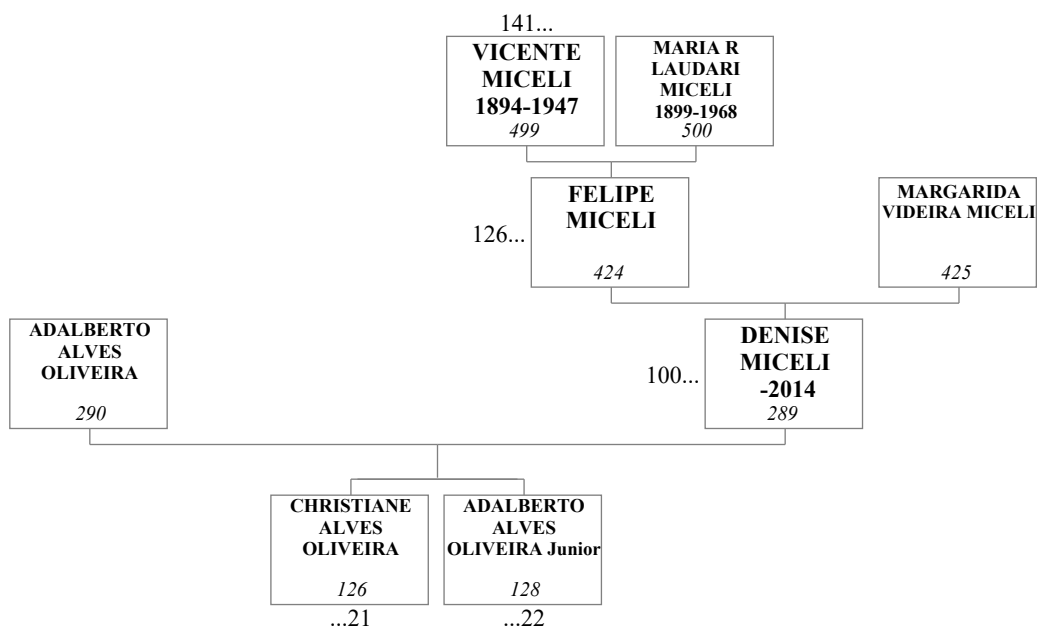 141...
VICENTE
MICELI
1894-1947
499
MARIA R
LAUDARI
MICELI
1899-1968
500
126...
FELIPE
MICELI
424
MARGARIDA
VIDEIRA MICELI
425
ADALBERTO
ALVES
OLIVEIRA
290
100...
DENISE
MICELI
-2014
289
CHRISTIANE
ALVES
OLIVEIRA
126
...21
ADALBERTO
ALVES
OLIVEIRA Junior
128
...22